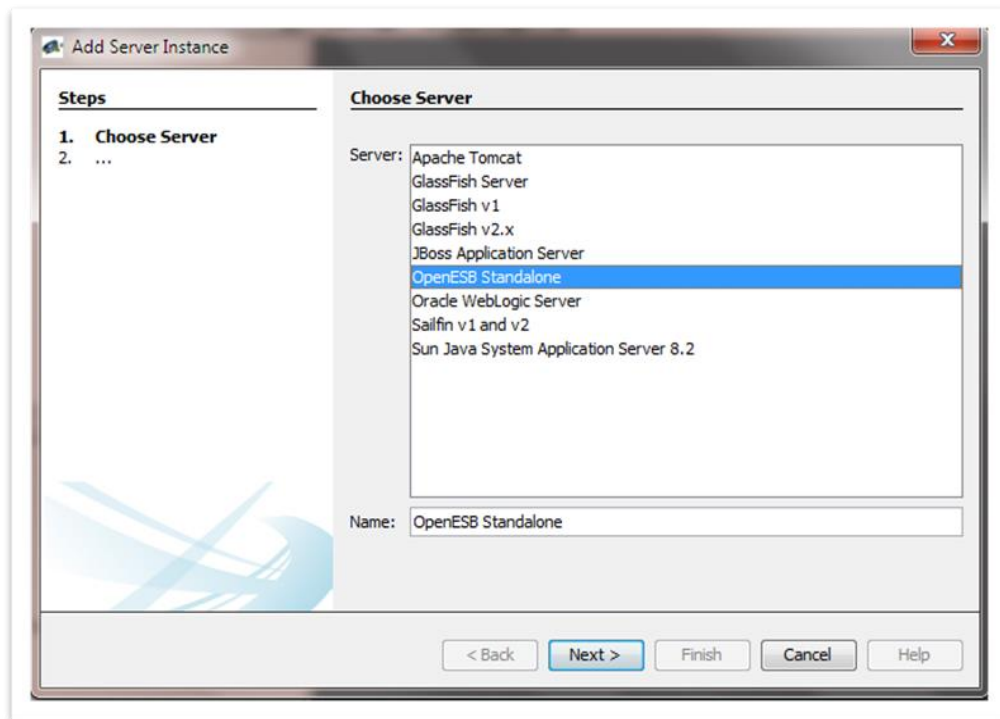 Add Server Instance
Steps
1. Choose Server
2. ...
Choose Server
Server:
Apache Tomcat
GlassFish Server
GlassFish v1
GlassFish v2.x
JBoss Application Server
OpenESB Standalone
Oracle WebLogic Server
Sailfin v1 and v2
Sun Java System Application Server 8.2
Name: OpenESB Standalone
< Back Next > Finish Cancel Help